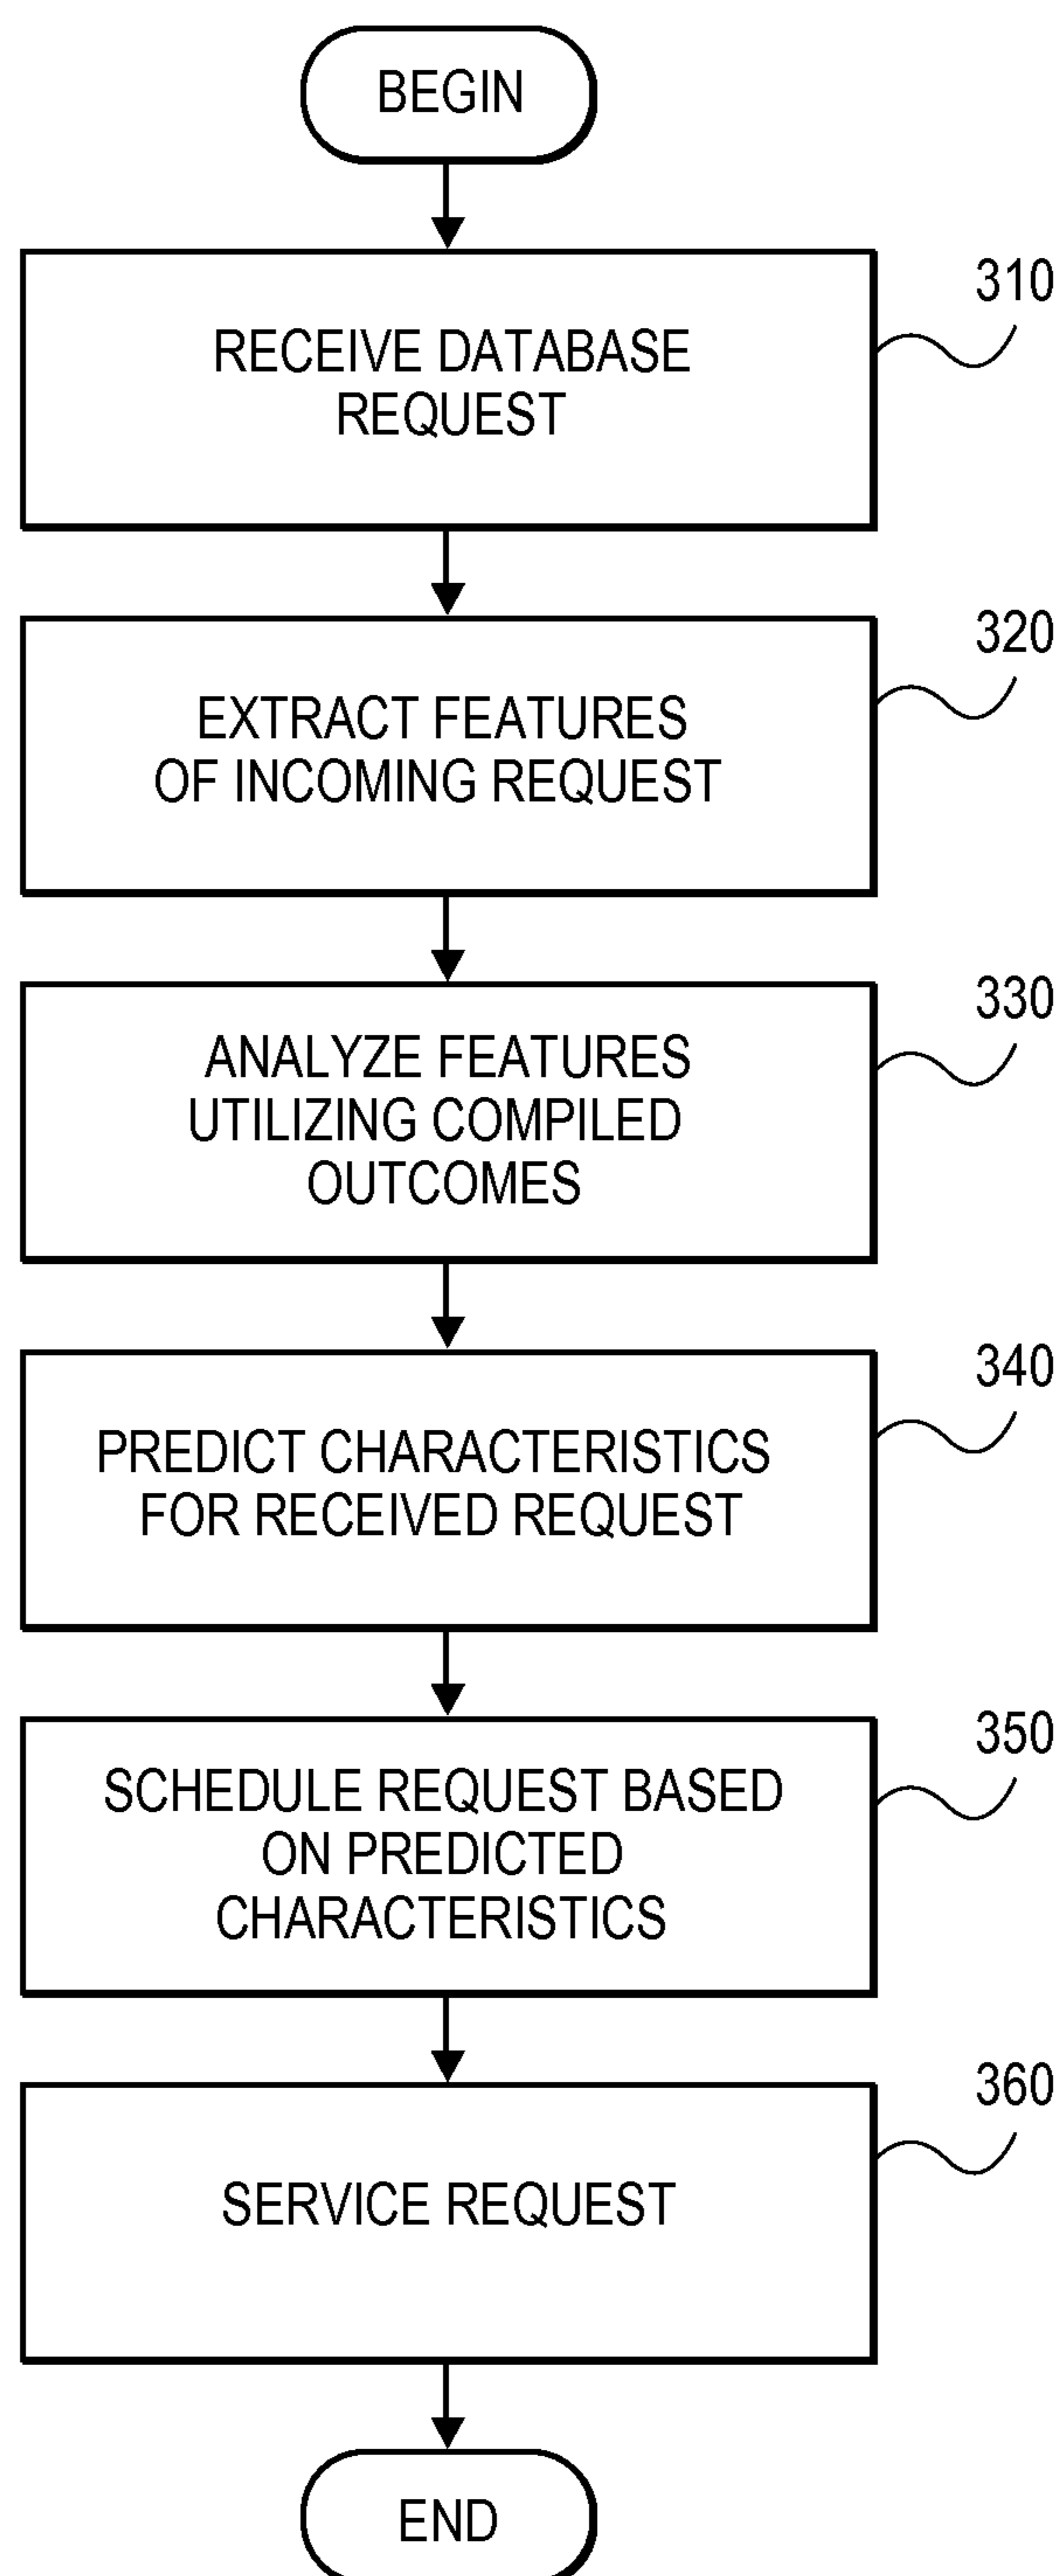 BEGIN
RECEIVE DATABASE
REQUEST
310
EXTRACT FEATURES
OF INCOMING REQUEST
320
ANALYZE FEATURES
UTILIZING COMPILED
OUTCOMES
330
PREDICT CHARACTERISTICS
FOR RECEIVED REQUEST
340
SCHEDULE REQUEST BASED
ON PREDICTED
CHARACTERISTICS
350
SERVICE REQUEST
360
END